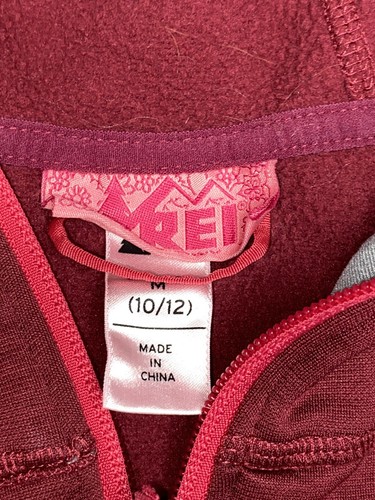 REI
M
(10/12)
MADE
IN
CHINA